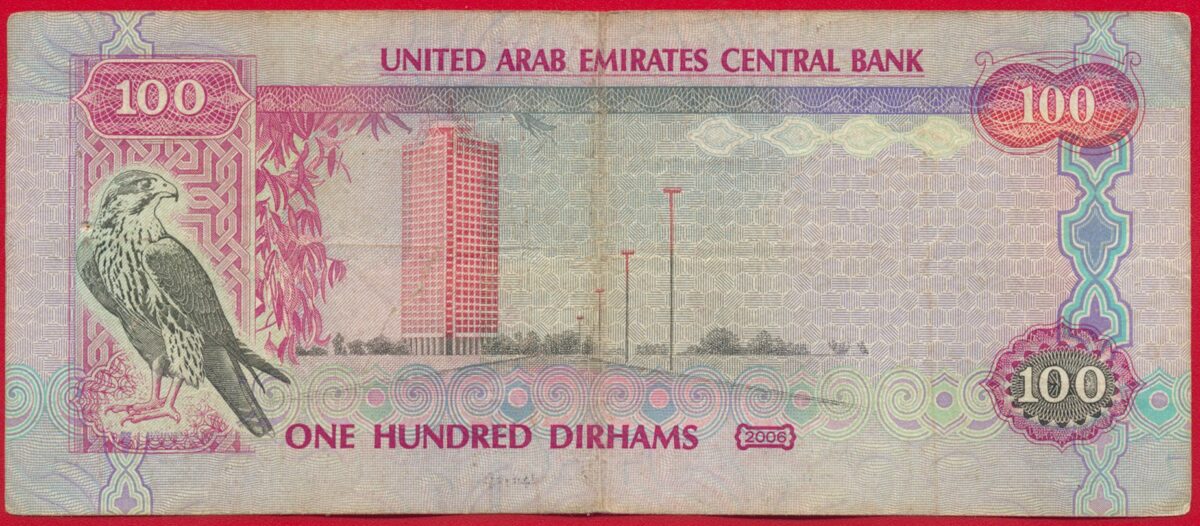 UNITED ARAB EMIRATES CENTRAL BANK
100
100
100
ONE HUNDRED DIRHAMS
2006